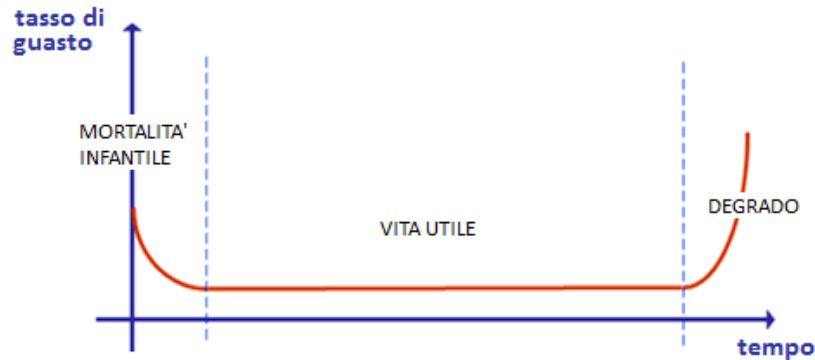 tasso di
guasto
MORTALITA'
INFANTILE
VITA UTILE
DEGRADO
tempo